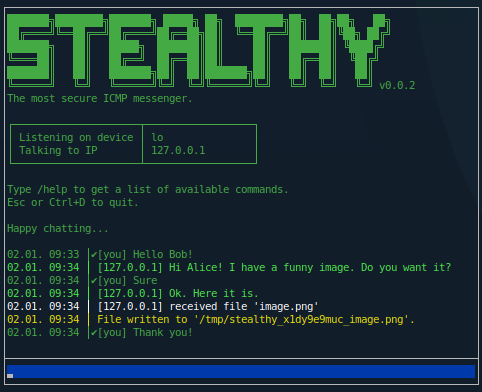 STEALTHY v0.0.2
The most secure ICMP messenger.
Listening on device lo
Talking to IP 127.0.0.1
Type /help to get a list of available commands.
Esc or Ctrl+D to quit.
Happy chatting...
02.01. 09:33 │✔[you] Hello Bob!
02.01. 09:34 │ [127.0.0.1] Hi Alice! I have a funny image. Do you want it?
02.01. 09:34 │✔[you] Sure
02.01. 09:34 │ [127.0.0.1] Ok. Here it is.
02.01. 09:34 │ [127.0.0.1] received file 'image.png'
02.01. 09:34 │ File written to '/tmp/stealthy_x1dy9e9muc_image.png'.
02.01. 09:34 │✔[you] Thank you!